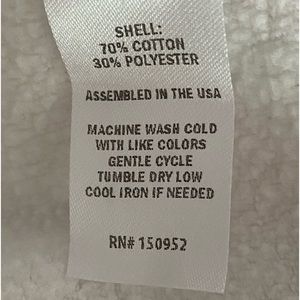 SHELL:
70% COTTON
30% POLYESTER
ASSEMBLED IN THE USA
MACHINE WASH COLD
WITH LIKE COLORS
GENTLE CYCLE
TUMBLE DRY LOW
COOL IRON IF NEEDED
RN# 150952